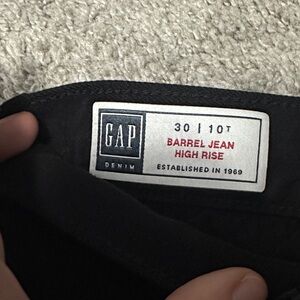 GAP
DENIM
30 | 10T
BARREL JEAN
HIGH RISE
ESTABLISHED IN 1969